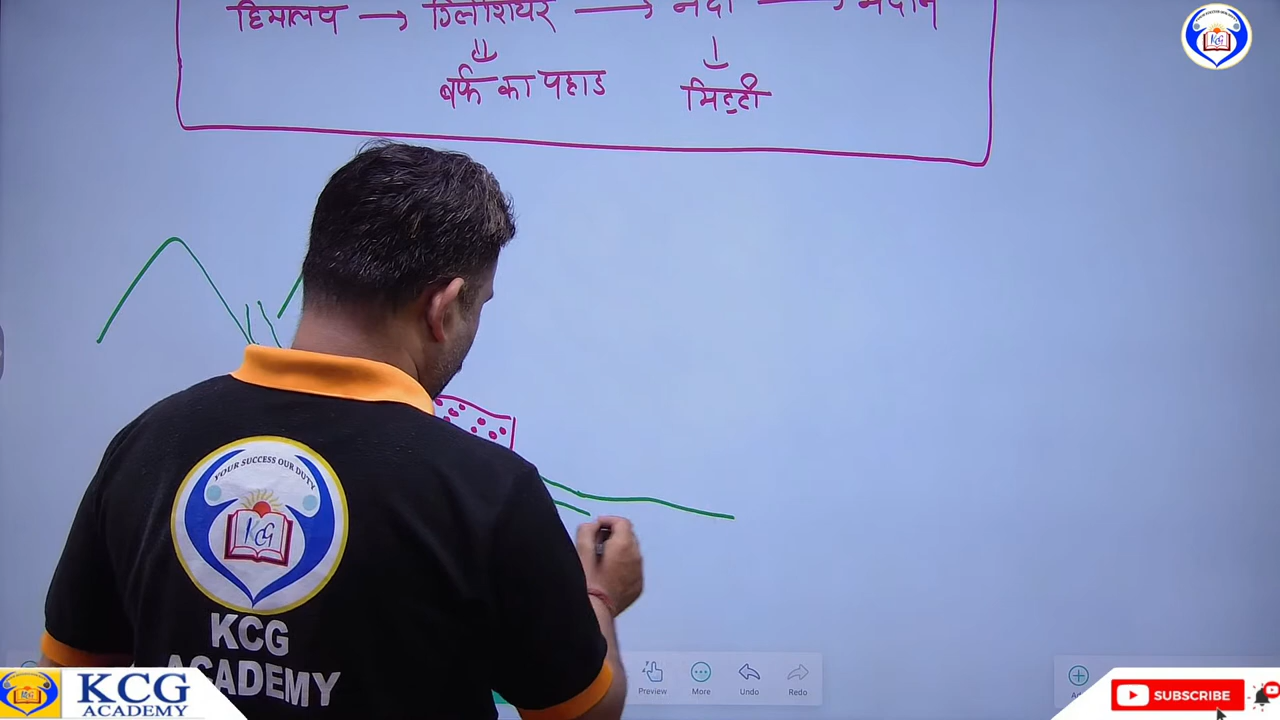 हिमालय → ग्लेशियर → नदी → मैदान
बर्फ का पहाड
मिट्टी
KCG
YOUR SUCCESS OUR DUTY
KCG
KCG
ACADEMY
Preview
More
Undo
Redo
KCG
ACADEMY
SUBSCRIBE